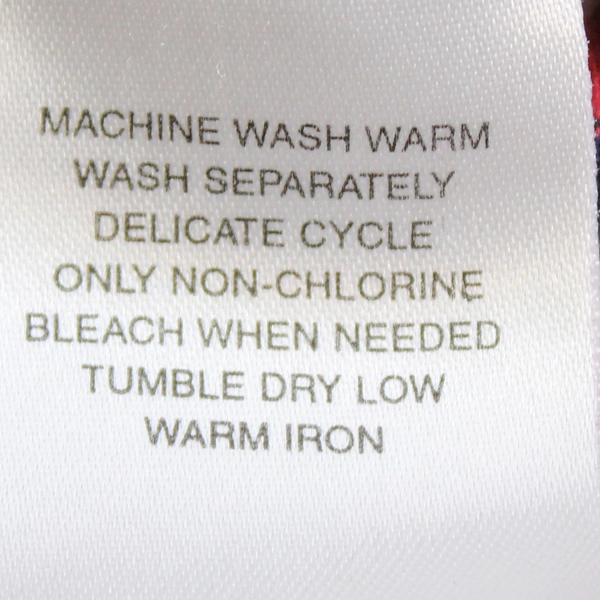 MACHINE WASH WARM
WASH SEPARATELY
DELICATE CYCLE
ONLY NON-CHLORINE
BLEACH WHEN NEEDED
TUMBLE DRY LOW
WARM IRON